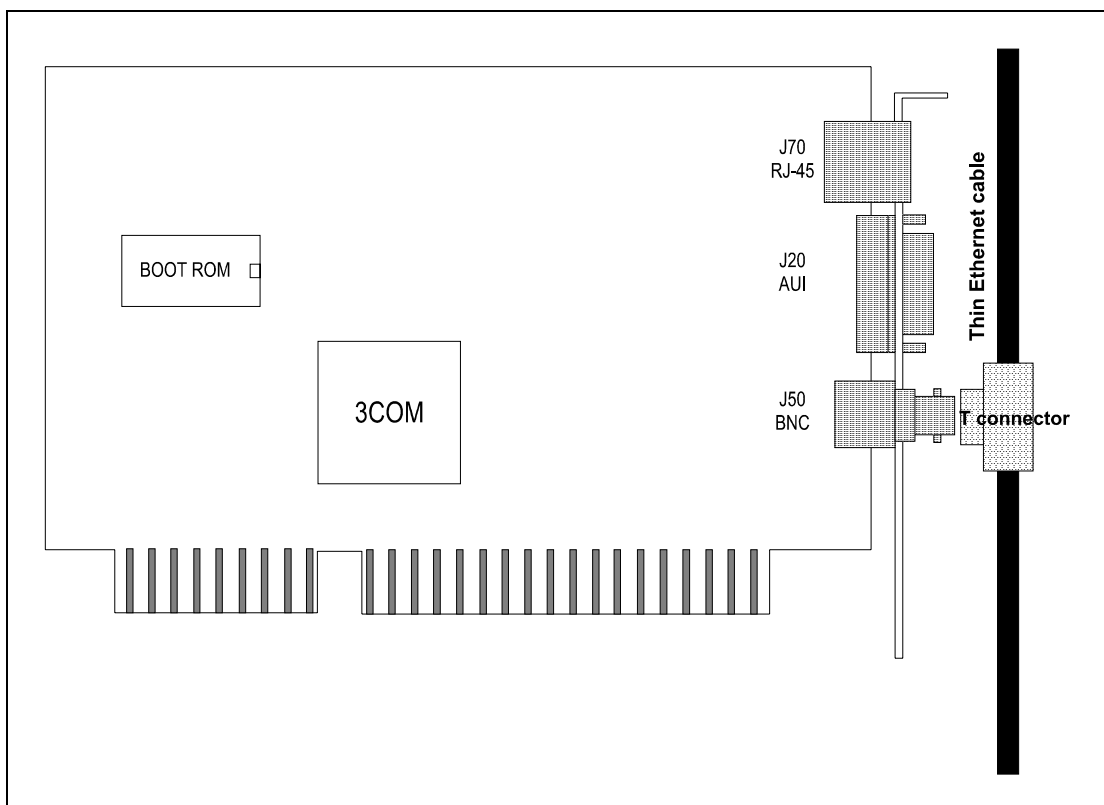 J70
RJ-45
BOOT ROM
J20
AUI
Thin Ethernet cable
3COM
J50
BNC
T connector